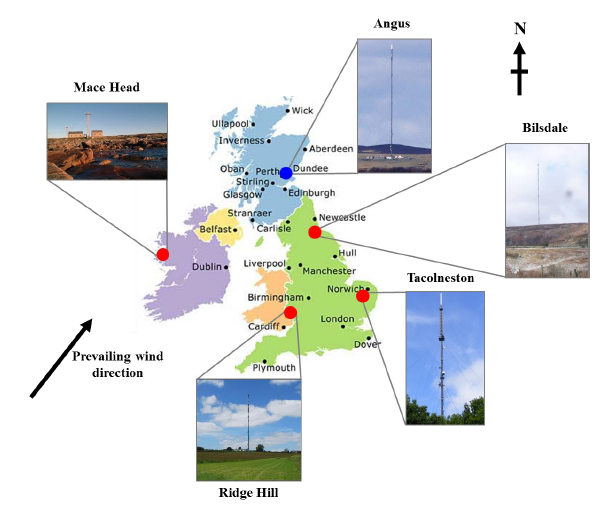 Angus
N
Mace Head
Bilsdale
Wick
Ullapool
Inverness
Aberdeen
Oban
Perth
Dundee
Stirling
Glasgow
Edinburgh
Stranraer
Carlisle
Newcastle
Belfast
Dublin
Liverpool
Hull
Manchester
Tacolneston
Norwich
Birmingham
London
Cardiff
Dover
Plymouth
Prevailing wind
direction
Ridge Hill